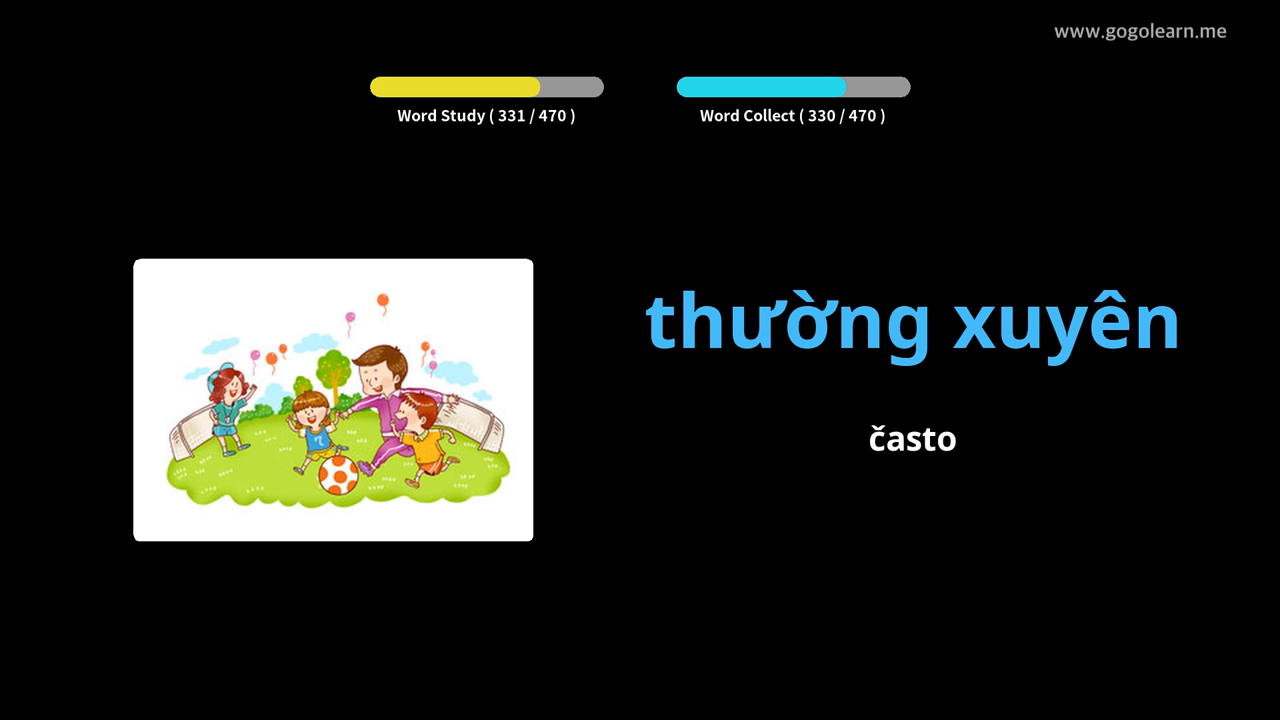 www.gogolearn.me
Word Study ( 331 / 470 )
Word Collect ( 330 / 470 )
thường xuyên
často